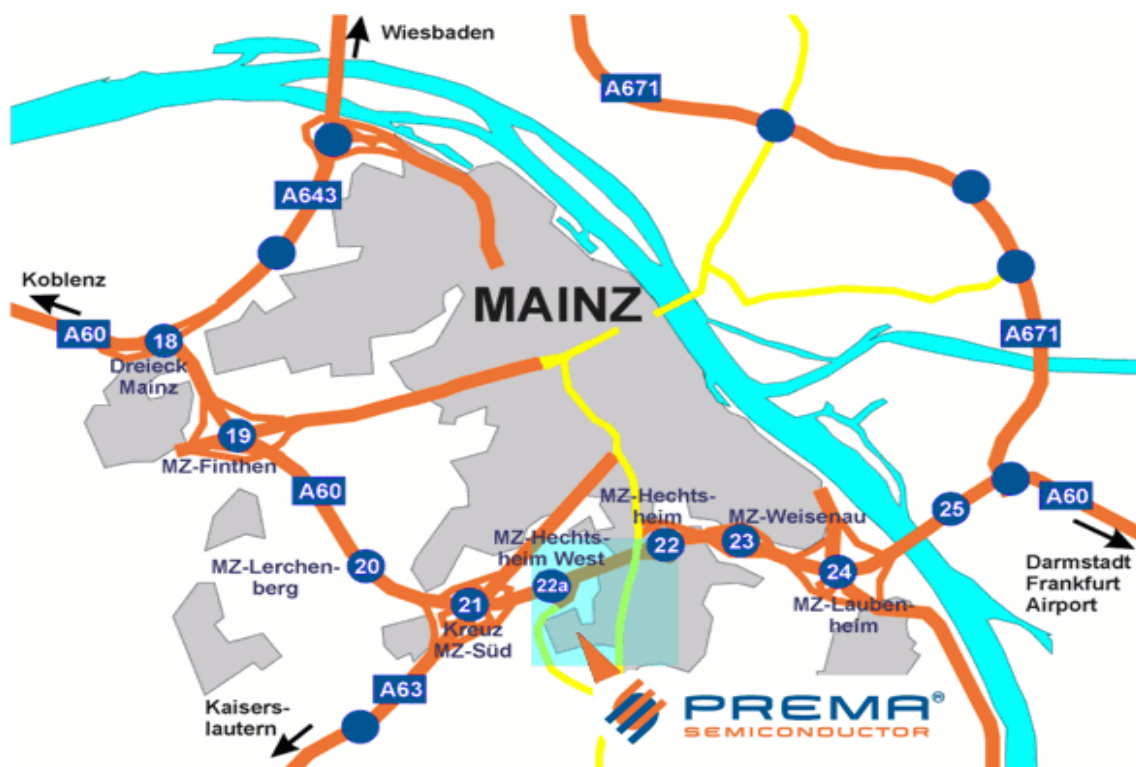 Wiesbaden
A671
A643
Koblenz
MAINZ
A60
18
A671
Dreieck
Mainz
19
MZ-Finthen
A60
MZ-Hechts-
heim
25
A60
MZ-Weisenau
MZ-Hechts-
heim West
22
23
MZ-Lerchen-
berg
20
22a
24
Darmstadt
Frankfurt
Airport
21
Kreuz
MZ-Süd
MZ-Lauben-
heim
A63
Kaisers-
lautern
PREMA®
SEMICONDUCTOR